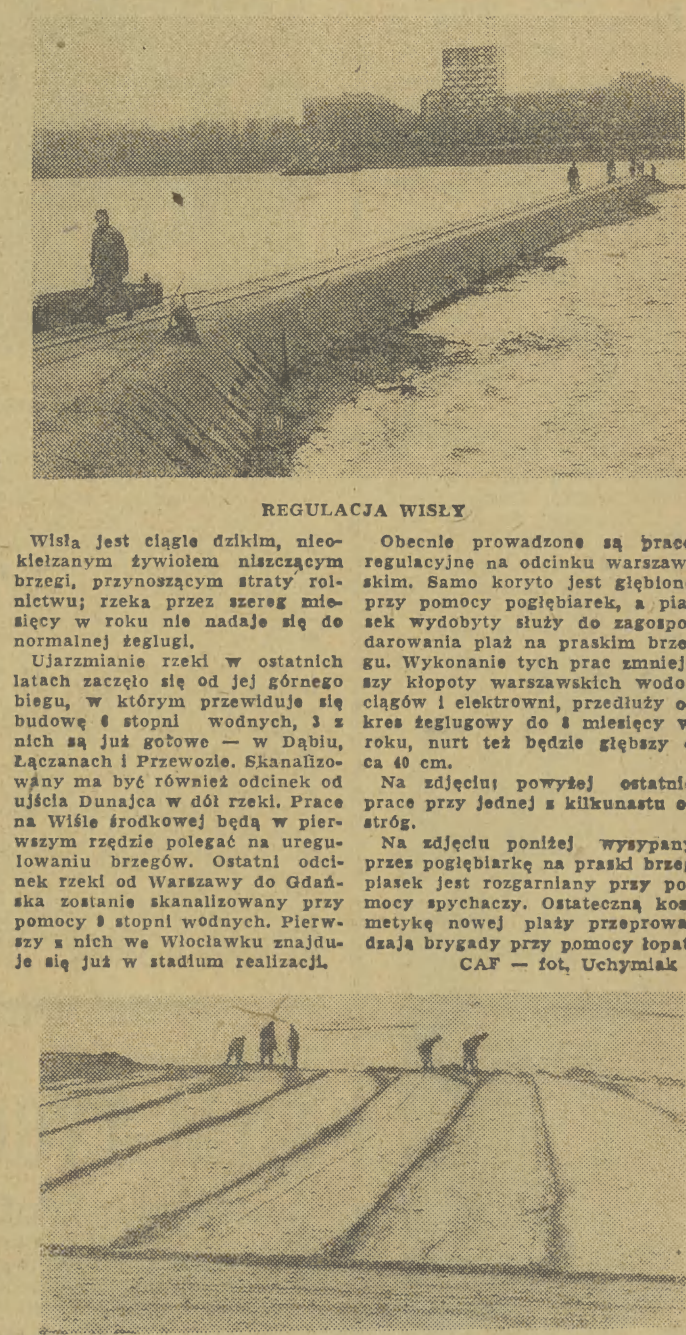 REGULACJA WISŁY
Wisła jest ciągle dzikim, nieo-
kiełzanym żywiołem niszczącym
brzegi, przynoszącym straty rol-
nictwu; rzeka przez szereg mie-
sięcy w roku nie nadaje się do
normalnej żeglugi.
Ujarzmianie rzeki w ostatnich
latach zaczęło się od jej górnego
biegu, w którym przewiduje się
budowę 6 stopni wodnych, 3 z
nich są już gotowe — w Dąbiu,
Łączanach i Przewozie. Skanalizo-
wany ma być również odcinek od
ujścia Dunajca w dół rzeki. Prace
na Wiśle środkowej będą w pier-
wszym rzędzie polegać na uregu-
lowaniu brzegów. Ostatni odci-
nek rzeki od Warszawy do Gdań-
ska zostanie skanalizowany przy
pomocy stopni wodnych. Pierw-
szy z nich we Włocławku znajdu-
je się już w stadium realizacji.
Obecnie prowadzone są prace
regulacyjne na odcinku warszaw
skim. Samo koryto jest głębion
przy pomocy pogłębiarek, a pia
sek wydobyty służy do zagospo
darowania plaż na praskim brze
gu. Wykonanie tych prac zmniej
szy kłopoty warszawskich wodo
ciągów i elektrowni, przedłuży o
kres żeglugowy do 8 miesięcy w
roku, nurt też będzie głębszy
ca 40 cm.
Na zdjęciu: powyżej ostatni
prace przy jednej z kilkunastu o
stróg.
Na zdjęciu poniżej wysypany
przez pogłębiarkę na praski brzeg
piasek jest rozgarniany przy po
mocy spychaczy. Ostateczną kos
metykę nowej plaży przeprowa
dzają brygady przy pomocy łopat
CAF — fot. Uchymiak